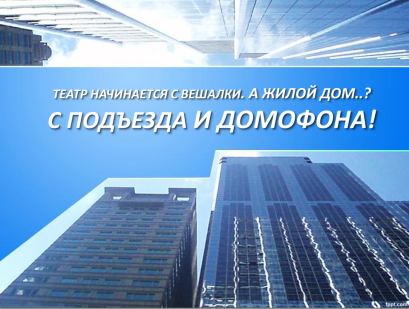 ТЕАТР НАЧИНАЕТСЯ С ВЕШАЛКИ. А ЖИЛОЙ ДОМ..?
С ПОДЪЕЗДА И ДОМОФОНА!
fppt.com